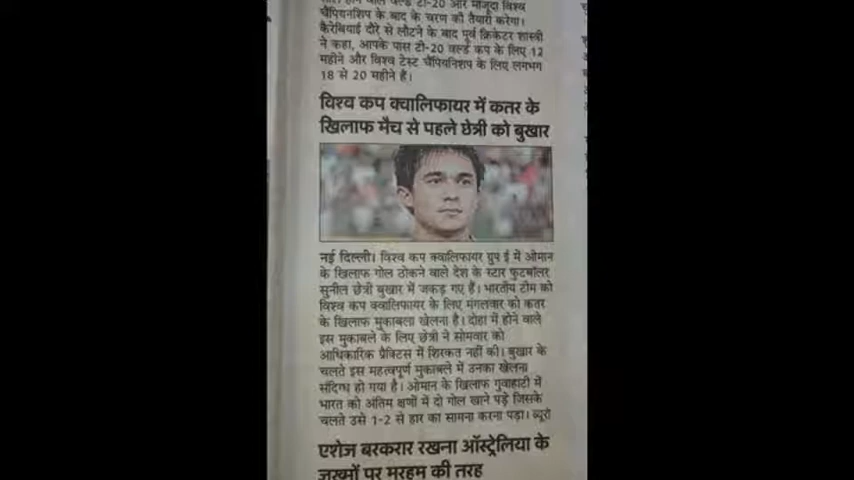 होने वाले वर्ल्ड टी-20 और मौजूदा विश्व
चैंपियनशिप के बाद के चरण की तैयारी करेगा।
कैरेबियाई दौरे से लौटने के बाद पूर्व क्रिकेटर शास्त्री
ने कहा, आपके पास टी-20 वर्ल्ड कप के लिए 12
महीने और विश्व टेस्ट चैंपियनशिप के लिए लगभग
18 से 20 महीने हैं।
विश्व कप क्वालिफायर में कतर के
खिलाफ मैच से पहले छेत्री को बुखार
नई दिल्ली। विश्व कप क्वालिफायर ग्रुप ई में ओमान
के खिलाफ गोल ठोकने वाले देश के स्टार फुटबॉलर
सुनील छेत्री बुखार में जकड़ गए हैं। भारतीय टीम को
विश्व कप क्वालिफायर के लिए मंगलवार को कतर
के खिलाफ मुकाबला खेलना है। दोहा में होने वाले
इस मुकाबले के लिए छेत्री ने सोमवार को
आधिकारिक प्रैक्टिस में शिरकत नहीं की। बुखार के
चलते इस महत्वपूर्ण मुकाबले में उनका खेलना
संदिग्ध हो गया है। ओमान के खिलाफ गुवाहाटी में
भारत को अंतिम क्षणों में दो गोल खाने पड़े जिसके
चलते उसे 1-2 से हार का सामना करना पड़ा। ब्यूरो
एशेज बरकरार रखना ऑस्ट्रेलिया के
जख्मों पर मरहम की तरह